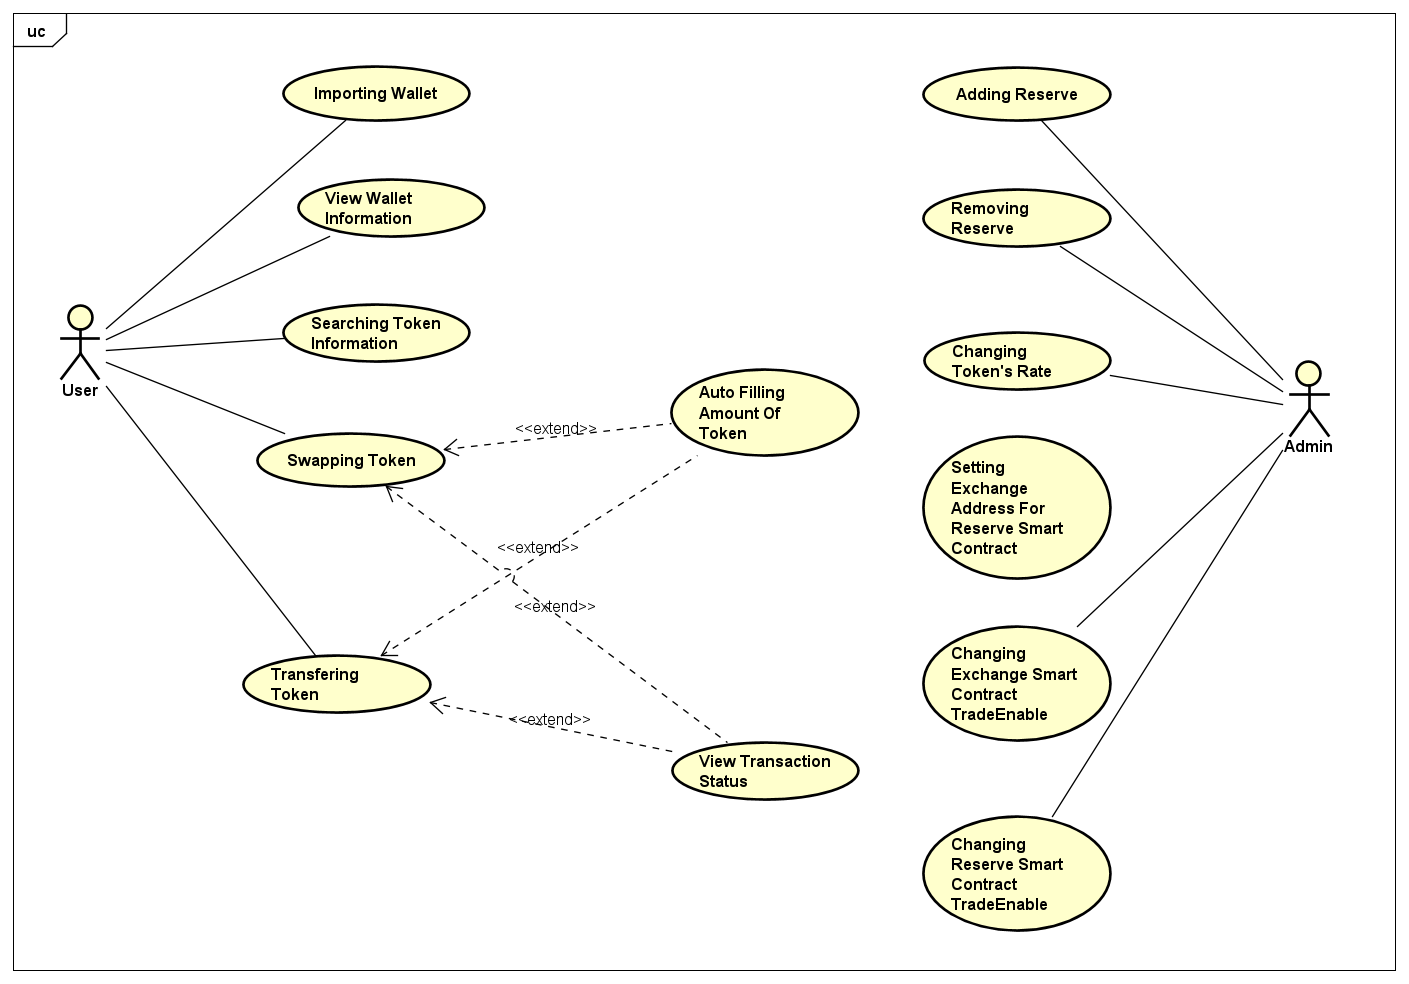 uc
Importing Wallet
View Wallet
Information
Searching Token
Information
User
Swapping Token
Transfering
Token
<<extend>>
<<extend>>
<<extend>>
<<extend>>
Auto Filling
Amount Of
Token
View Transaction
Status
Adding Reserve
Removing
Reserve
Changing
Token's Rate
Setting
Exchange
Address For
Reserve Smart
Contract
Changing
Exchange Smart
Contract
TradeEnable
Changing
Reserve Smart
Contract
TradeEnable
Admin